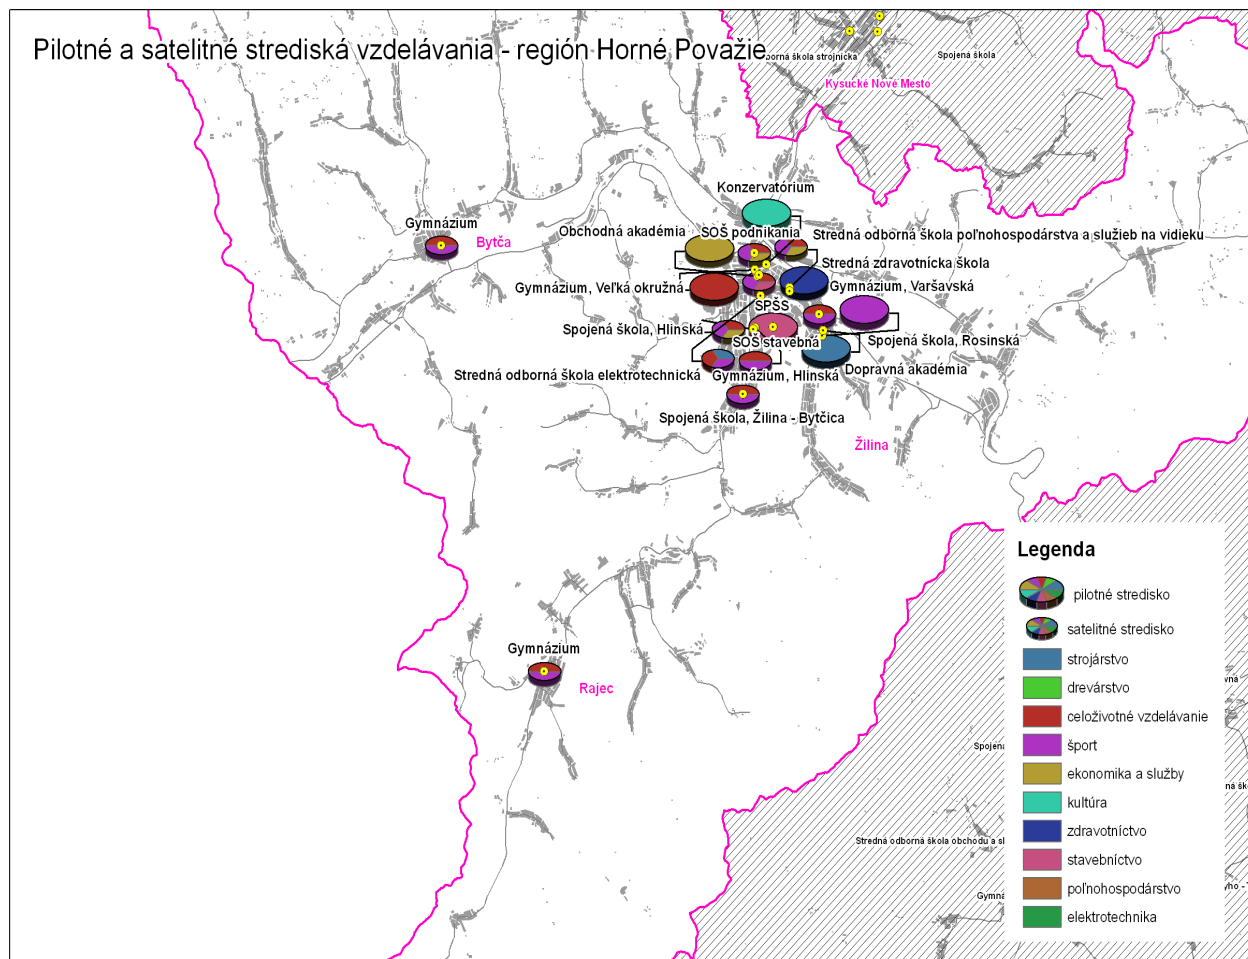 Pilotné a satelitné strediská vzdelávania - región Horné Považie
borná škola strojnícka
Spojená škola
Kysucké Nové Mesto
Konzervatórium
Gymnázium
Bytča
Obchodná akadémia
SOŠ podnikania
Stredná odborná škola poľnohospodárstva a služieb na vidieku
Stredná zdravotnícka škola
Gymnázium, Veľká okružná
Gymnázium, Varšavská
SPŠS
Spojená škola, Hlinská
SOŠ stavebná
Spojená škola, Rosinská
Stredná odborná škola elektrotechnická
Gymnázium, Hlinská
Dopravná akadémia
Spojená škola, Žilina - Bytčica
Žilina
Gymnázium
Rajec
Legenda
pilotné stredisko
satelitné stredisko
strojárstvo
drevárstvo
celoživotné vzdelávanie
šport
ekonomika a služby
kultúra
zdravotníctvo
stavebníctvo
poľnohospodárstvo
elektrotechnika
Spojená
Stredná odborná škola obchodu a sl
Gymná